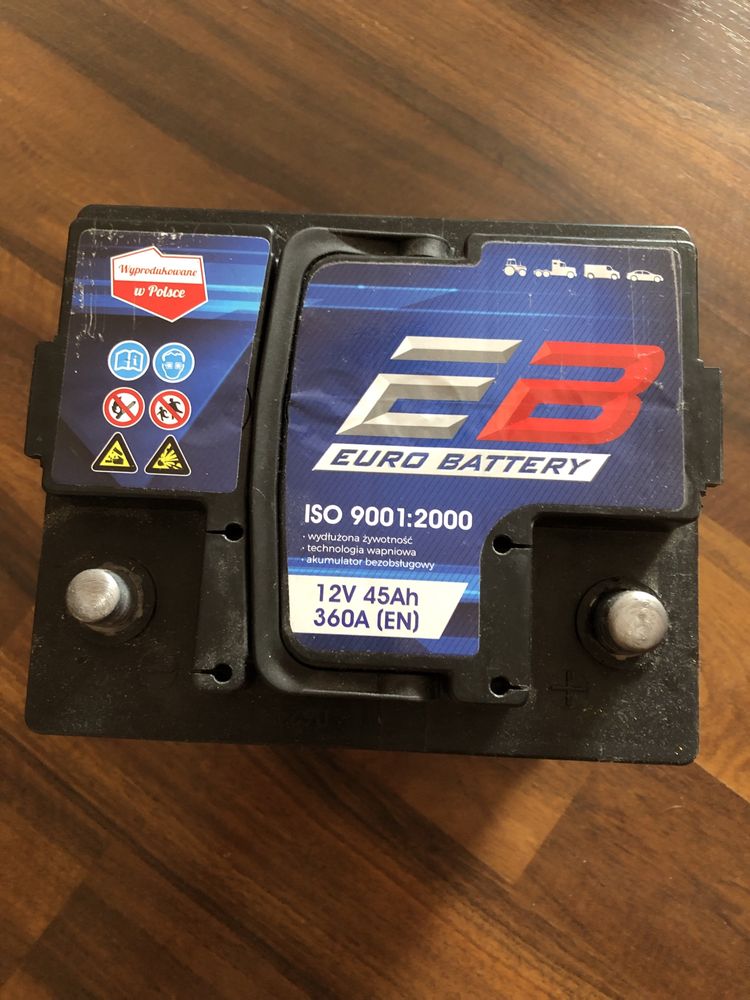 Wyprodukowane
w Polsce
EB
EURO BATTERY
ISO 9001:2000
• wydłużona żywotność
• technologia wapniowa
• akumulator bezobsługowy
12V 45Ah
360A (EN)
+